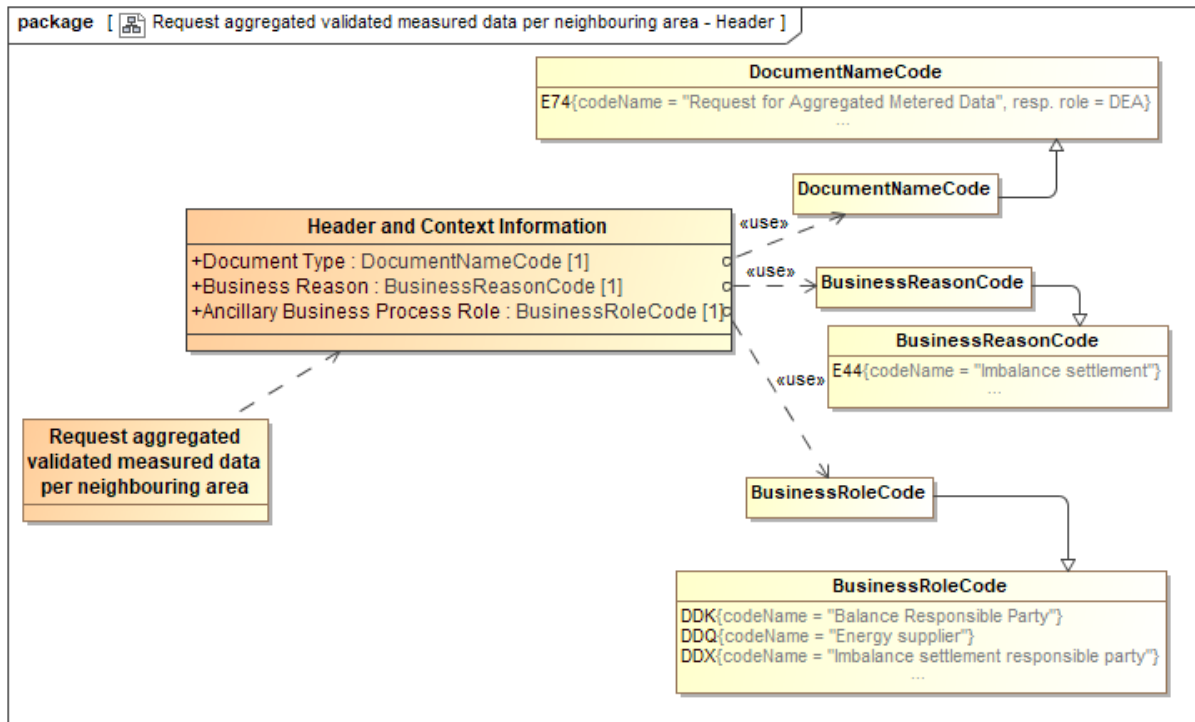 package [ Request aggregated validated measured data per neighbouring area - Header ]
DocumentNameCode
E74{codeName = "Request for Aggregated Metered Data", resp. role = DEA}
...
DocumentNameCode
«use»
Header and Context Information
+Document Type : DocumentNameCode [1]
+Business Reason : BusinessReasonCode [1]
+Ancillary Business Process Role : BusinessRoleCode [1]
«use»
BusinessReasonCode
BusinessReasonCode
E44{codeName = "Imbalance settlement"}
...
«use»
Request aggregated
validated measured data
per neighbouring area
BusinessRoleCode
BusinessRoleCode
DDK{codeName = "Balance Responsible Party"}
DDQ{codeName = "Energy supplier"}
DDX{codeName = "Imbalance settlement responsible party"}
...